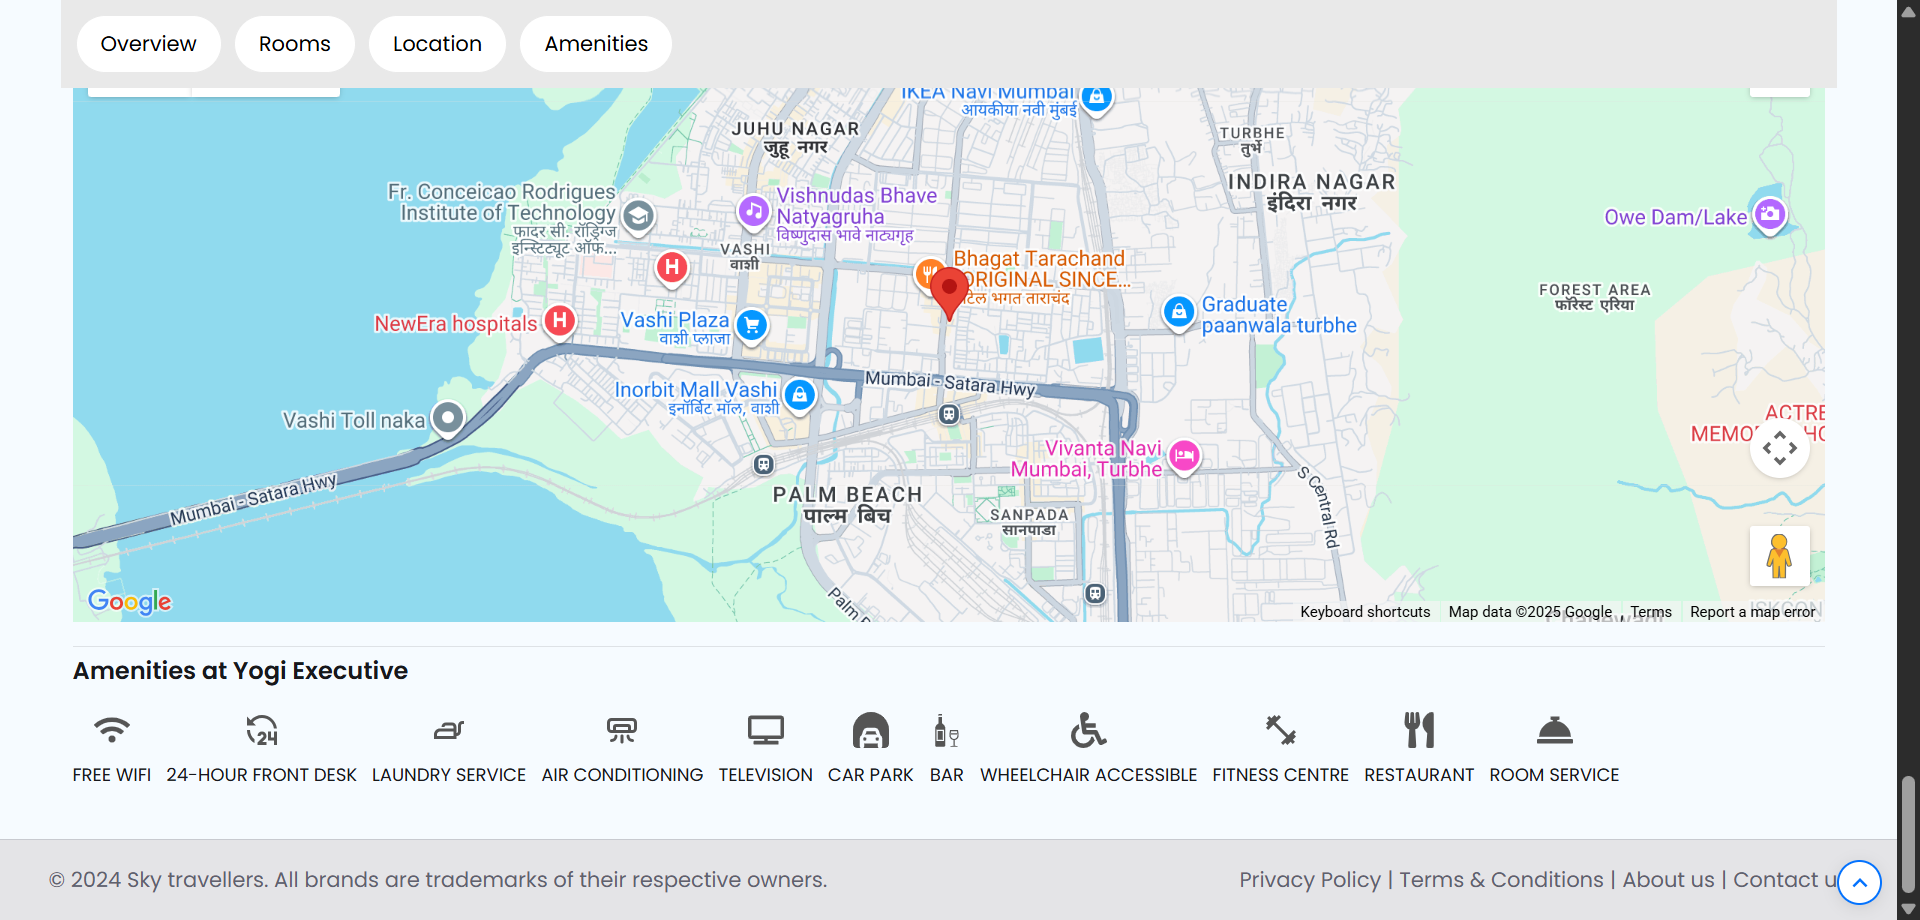 Overview Rooms Location Amenities
IKEA Navi Mumbai
आयकीया नवी मुंबई
JUHU NAGAR
जुहू नगर
TURBHE
तुर्भे
INDIRA NAGAR
इंदिरा नगर
Fr. Conceicao Rodrigues
Institute of Technology
फादर सी. रॉड्रिग्ज
इन्स्टिट्यूट ऑफ...
Vishnudas Bhave
Natyagruha
विष्णुदास भावे नाट्यगृह
Owe Dam/Lake
VASHI
वाशी
Bhagat Tarachand
ORIGINAL SINCE...
भगत ताराचंद
FOREST AREA
फॉरेस्ट एरिया
Graduate
paanwala turbhe
NewEra hospitals
Vashi Plaza
वाशी प्लाजा
Mumbai - Satara Hwy
Inorbit Mall Vashi
इनॉर्बिट मॉल, वाशी
Vashi Toll naka
ACTRE
Vivanta Navi
Mumbai, Turbhe
S Central Rd
Mumbai - Satara Hwy
PALM BEACH
पाल्म बिच
SANPADA
सानपाडा
Palm
Google
Keyboard shortcuts Map data ©2025 Google Terms Report a map error
Amenities at Yogi Executive
24
FREE WIFI 24-HOUR FRONT DESK LAUNDRY SERVICE AIR CONDITIONING TELEVISION CAR PARK BAR WHEELCHAIR ACCESSIBLE FITNESS CENTRE RESTAURANT ROOM SERVICE
© 2024 Sky travellers. All brands are trademarks of their respective owners.
Privacy Policy | Terms & Conditions | About us | Contact u